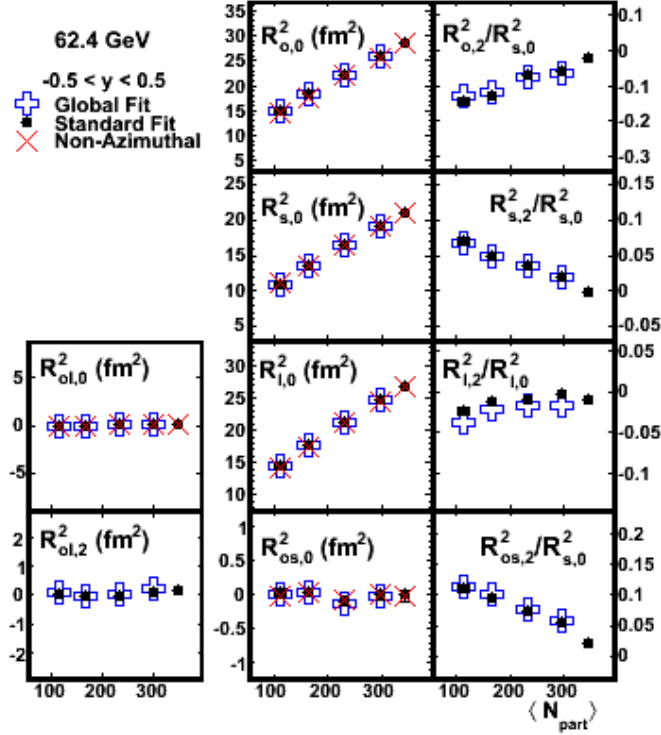 62.4 GeV
-0.5 < y < 0.5
Global Fit
Standard Fit
Non-Azimuthal
R²o,0 (fm²)
35
30
25
20
15
10
5
R²o,2/R²s,0
0.1
0
-0.1
-0.2
-0.3
R²s,0 (fm²)
25
20
15
10
5
R²s,2/R²s,0
0.15
0.1
0.05
0
-0.05
R²ol,0 (fm²)
5
0
-5
R²l,0 (fm²)
30
25
20
15
10
R²l,2/R²l,0
0.05
0
-0.05
-0.1
R²ol,2 (fm²)
2
1
0
-1
-2
100 200 300
R²os,0 (fm²)
1
0.5
0
-0.5
-1
100 200 300
R²os,2/R²s,0
0.2
0.15
0.1
0.05
0
100 200 300
⟨ Npart ⟩